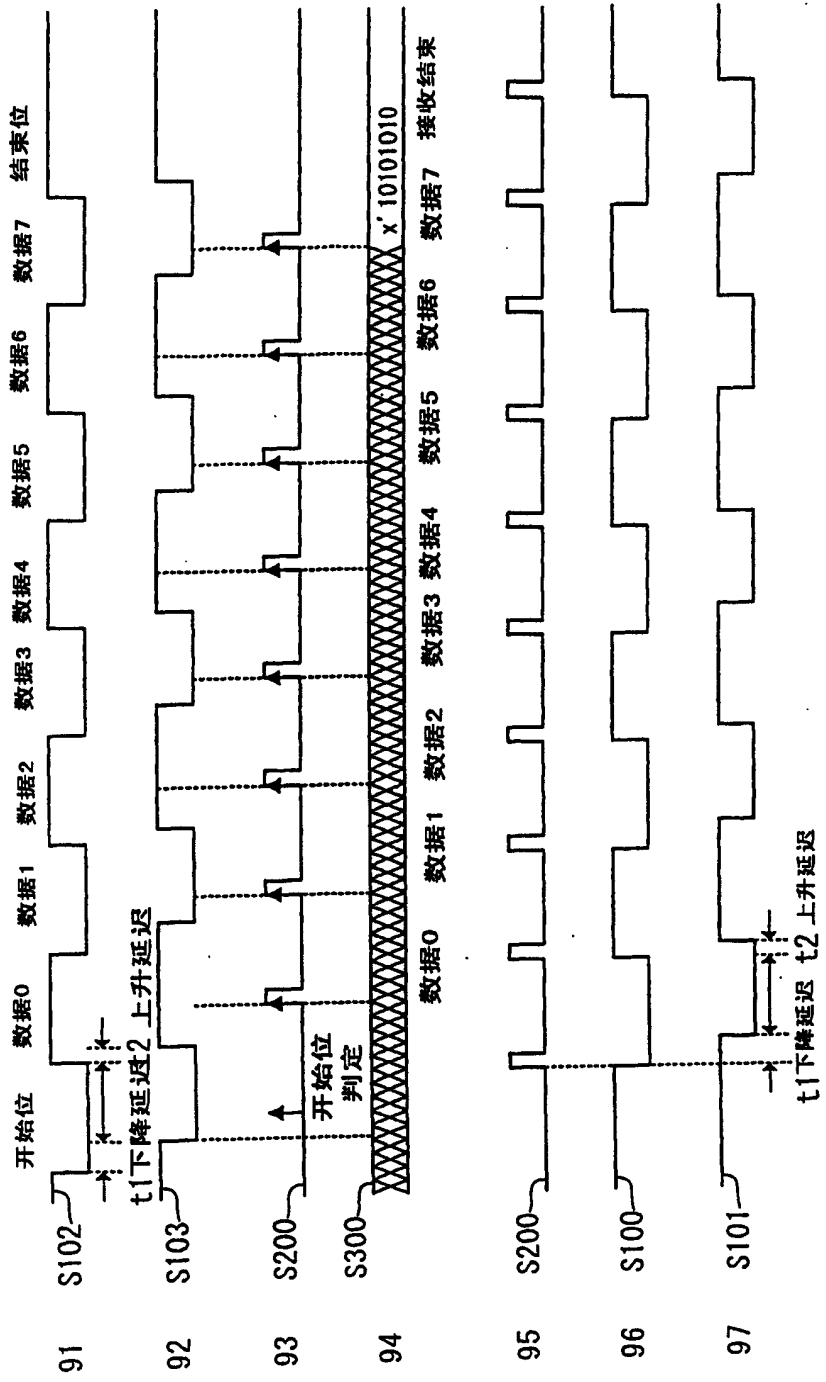 开始位 数据0 数据1 数据2 数据3 数据4 数据5 数据6 数据7 结束位
91 S102
t1下降延迟t2 上升延迟
92 S103
93 S200
开始位
判定
S300
94 x'10101010
数据0 数据1 数据2 数据3 数据4 数据5 数据6 数据7 接收结束
95 S200
96 S100
97 S101
t1下降延迟 t2 上升延迟